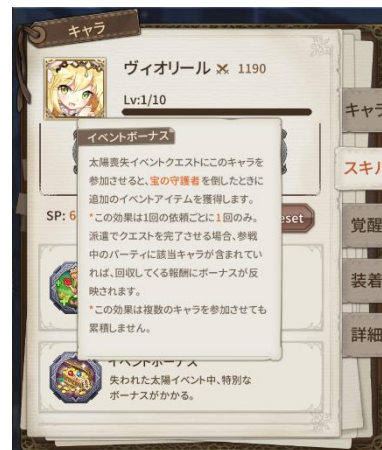 キャラ
ヴィオリール 1190
Lv:1/10
キャラ
イベントボーナス
太陽喪失イベントクエストにこのキャラを
参加させると、宝の守護者を倒したときに
追加のイベントアイテムを獲得します。
*この効果は1回の依頼ごとに1回のみ。
派遣でクエストを完了させる場合、参戦
中のパーティに該当キャラが含まれてい
れば、回収してくる報酬にボーナスが反
映されます。
*この効果は複数のキャラを参加させても
累積しません。
スキル
SP: 6
eset
覚醒
装着
詳細
イベントボーナス
失われた太陽イベント中、特別な
ボーナスがかかる。